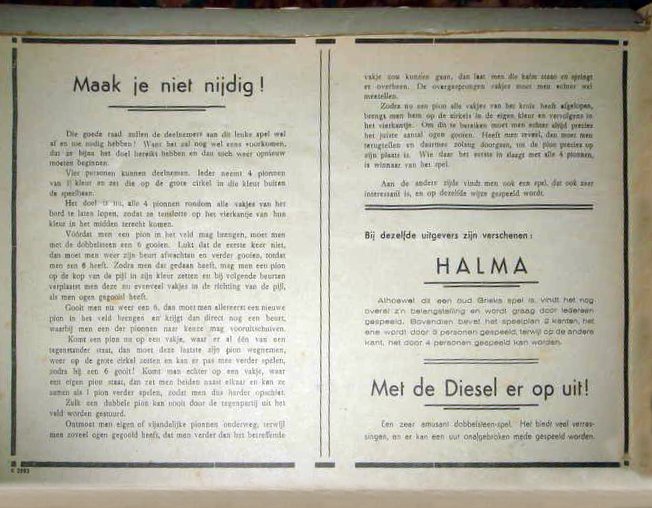 Maak je niet nijdig!
Die goede raad zullen de deelnemers aan dit leuke spel wel
af en toe nodig hebben! Want het zal nog wel eens voorkomen,
dat ze bijna het doel bereikt hebben en dan toch weer opnieuw
moeten beginnen.
Vier personen kunnen deelnemen. Ieder neemt 4 pionnen
van 1 kleur en zet die op de grote cirkel in die kleur buiten
de speelbaan.
Het doel is nu, alle 4 pionnen rondom alle vakjes van het
bord te laten lopen, zodat ze tenslotte op het vierkantje van hun
kleur in het midden terecht komen.
Vóórdat men een pion in het veld mag brengen, moet men
met de dobbelsteen een 6 gooien. Lukt dat de eerste keer niet,
dan moet men weer zijn beurt afwachten en verder gooien, totdat
men een 6 heeft. Zodra men dat gedaan heeft, mag men een pion
op de kop van de pijl in zijn kleur zetten en bij volgende beurten
verplaatst men deze nu evenveel vakjes in de richting van de pijl,
als men ogen gegooid heeft.
Gooit men nu weer een 6, dan moet men allereerst een nieuwe
pion in het veld brengen en krijgt dan direct nog een beurt,
waarbij men een der pionnen naar keuze mag vooruitschuiven.
Komt een pion nu op een vakje, waar er al één van een
tegenstander staat, dan moet deze laatste zijn pion wegnemen,
weer op de grote cirkel zetten en kan er pas mee verder spelen,
zodra hij een 6 gooit! Komt men echter op een vakje, waar
een eigen pion staat, dan zet men beiden naast elkaar en kan ze
samen als 1 pion verder spelen, zodat men dus harder opschiet.
Zulk een dubbele pion kan nooit door de tegenpartij uit het
veld worden gestuurd.
Ontmoet men eigen of vijandelijke pionnen onderweg, terwijl
men zoveel ogen gegooid heeft, dat men verder dan het betreffende
vakje zou kunnen gaan, dan laat men die kalm staan en springt
er overheen. De overgesprongen vakjes moet men echter wel
meetellen.
Zodra nu een pion alle vakjes van het kruis heeft afgelopen,
brengt men hem op de cirkels in de eigen kleur en vervolgens in
het vierkantje. Om dit te bereiken moet men echter altijd precies
het juiste aantal ogen gooien. Heeft men teveel, dan moet men
terugtellen en daarmee zolang doorgaan, tot de pion precies op
zijn plaats is. Wie daar het eerste in slaagt met alle 4 pionnen,
is winnaar van het spel.
Aan de andere zijde vindt men ook een spel, dat ook zeer
interessant is, en op dezelfde wijze gespeeld wordt.
Bij dezelfde uitgevers zijn verschenen:
HALMA
Alhoewel dit een oud Grieks spel is, vindt het nog
overal z'n belangstelling en wordt graag door iedereen
gespeeld. Bovendien bevat het speelplan 2 kanten, het
ene wordt door 3 personen gespeeld, terwijl op de andere
kant, het door 4 personen gespeeld kan worden.
Met de Diesel er op uit!
Een zeer amusant dobbelsteen-spel. Het biedt veel verras-
singen, en er kan een uur onafgebroken mede gespeeld worden.